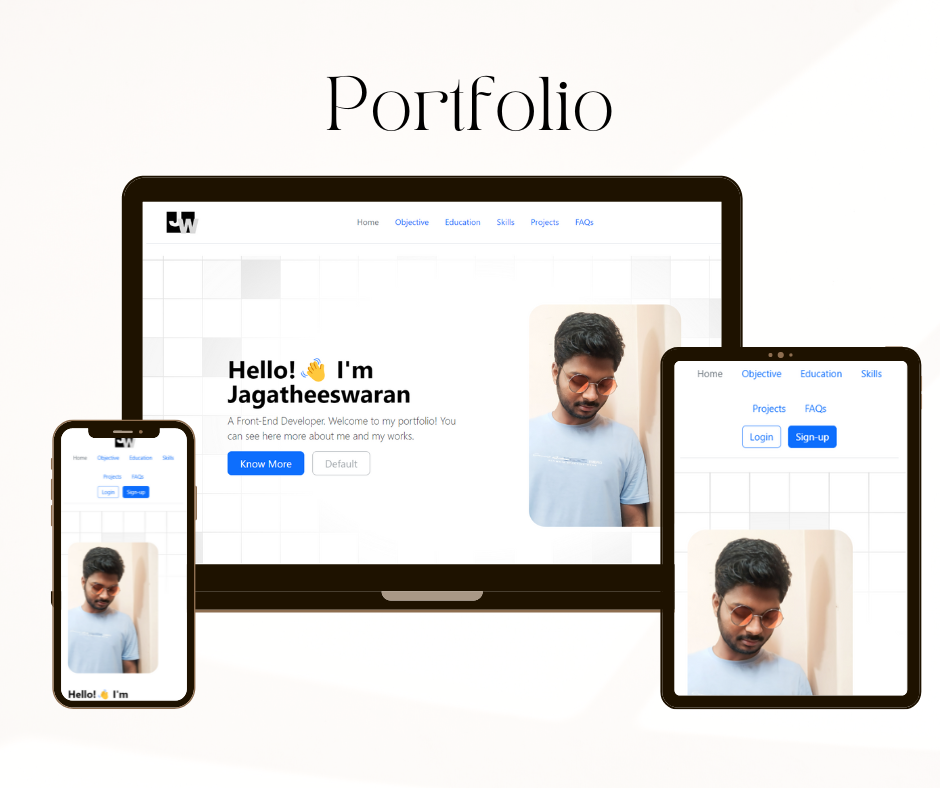 Portfolio
JW
Home Objective Education Skills Projects FAQs
Hello! 👋 I'm
Jagatheeswaran
A Front-End Developer. Welcome to my portfolio! You
can see here more about me and my works.
Know More Default
Home Objective Education Skills
Projects FAQs
Login Sign-up
JW
Home Objective Education Skills
Projects FAQs
Login Sign-up
Hello! 👋 I'm